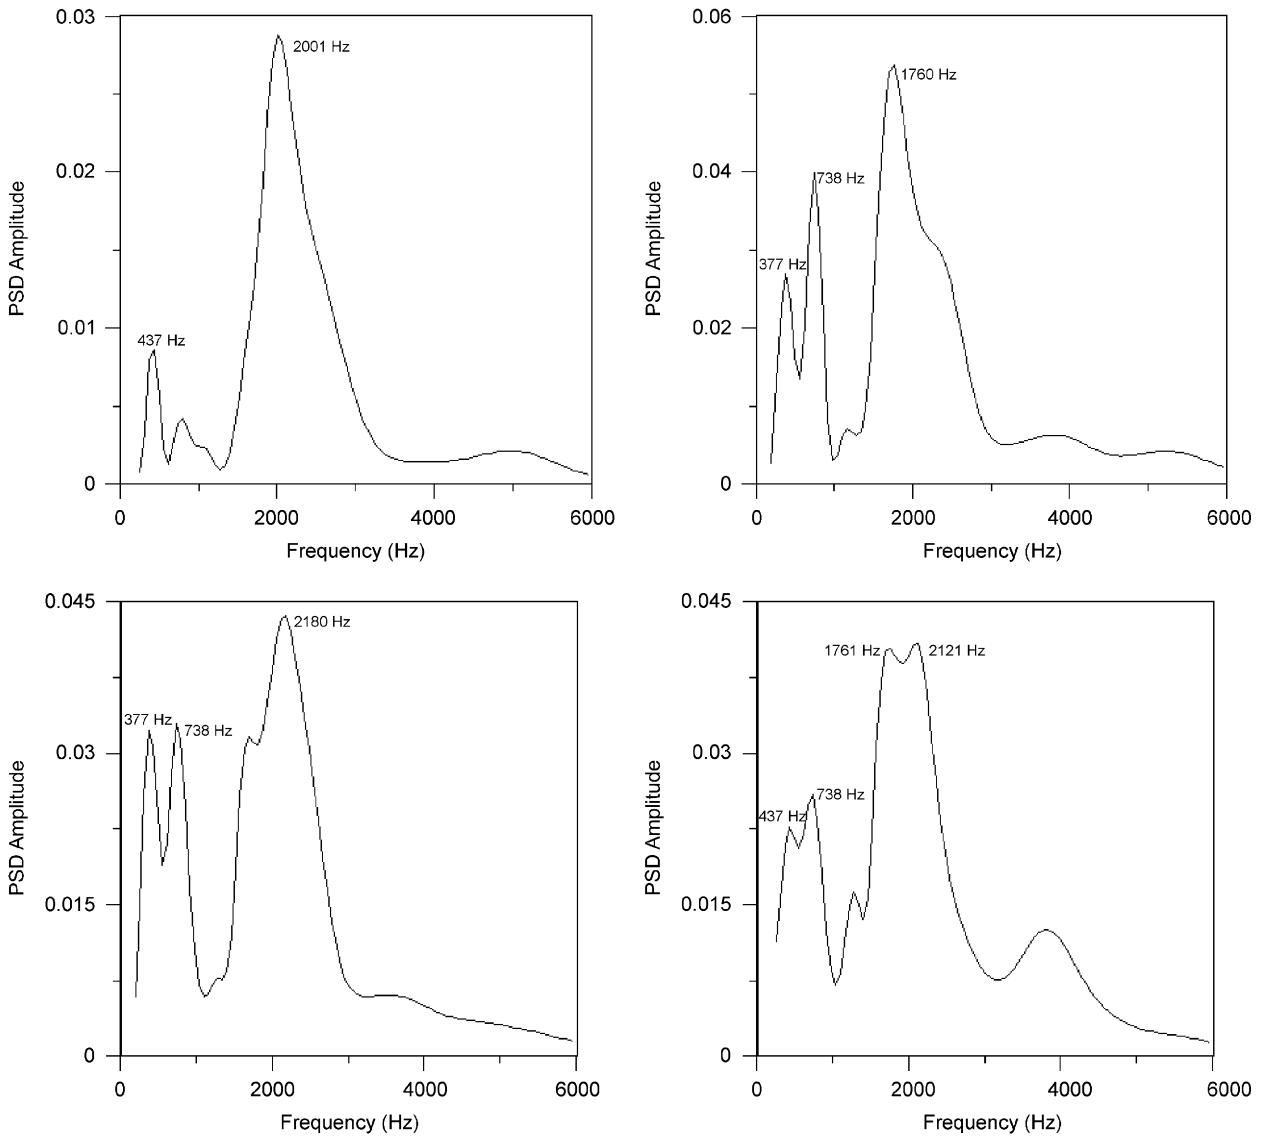 0.03
2001 Hz
0.02
PSD Amplitude
437 Hz
0.01
0
0
2000
4000
6000
Frequency (Hz)
0.06
1760 Hz
0.04
738 Hz
PSD Amplitude
377 Hz
0.02
0
0
2000
4000
6000
Frequency (Hz)
0.045
2180 Hz
377 Hz
738 Hz
0.03
PSD Amplitude
0.015
0
0
2000
4000
6000
Frequency (Hz)
0.045
1761 Hz
2121 Hz
0.03
738 Hz
437 Hz
PSD Amplitude
0.015
0
0
2000
4000
6000
Frequency (Hz)